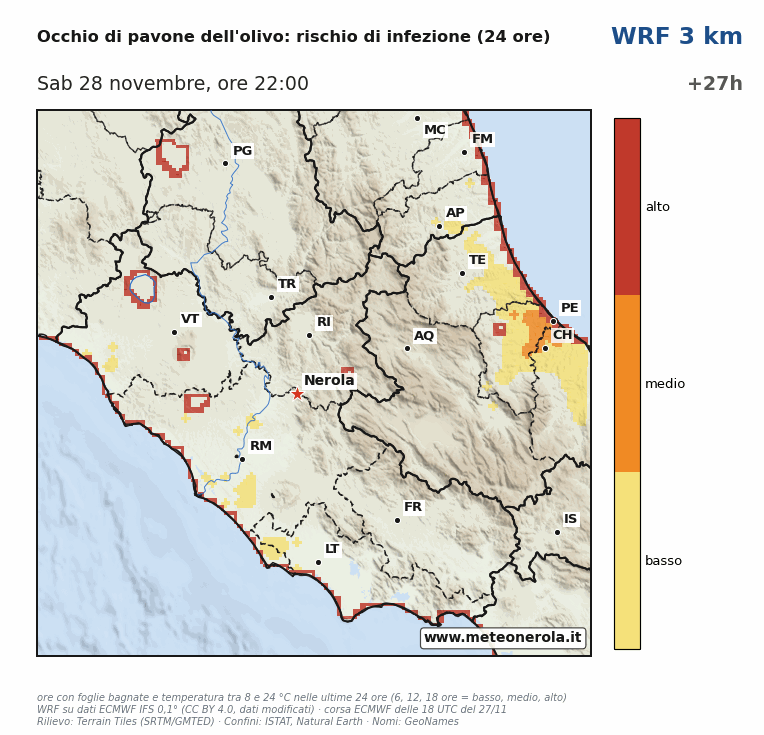 Occhio di pavone dell'olivo: rischio di infezione (24 ore)
WRF 3 km
Sab 28 novembre, ore 22:00
+27h
MC
FM
PG
AP
TE
TR
PE
VT
RI
AQ
CH
Nerola
RM
FR
IS
LT
alto
medio
basso
www.meteonerola.it
ore con foglie bagnate e temperatura tra 8 e 24 °C nelle ultime 24 ore (6, 12, 18 ore = basso, medio, alto)
WRF su dati ECMWF IFS 0,1° (CC BY 4.0, dati modificati) · corsa ECMWF delle 18 UTC del 27/11
Rilievo: Terrain Tiles (SRTM/GMTED) · Confini: ISTAT, Natural Earth · Nomi: GeoNames